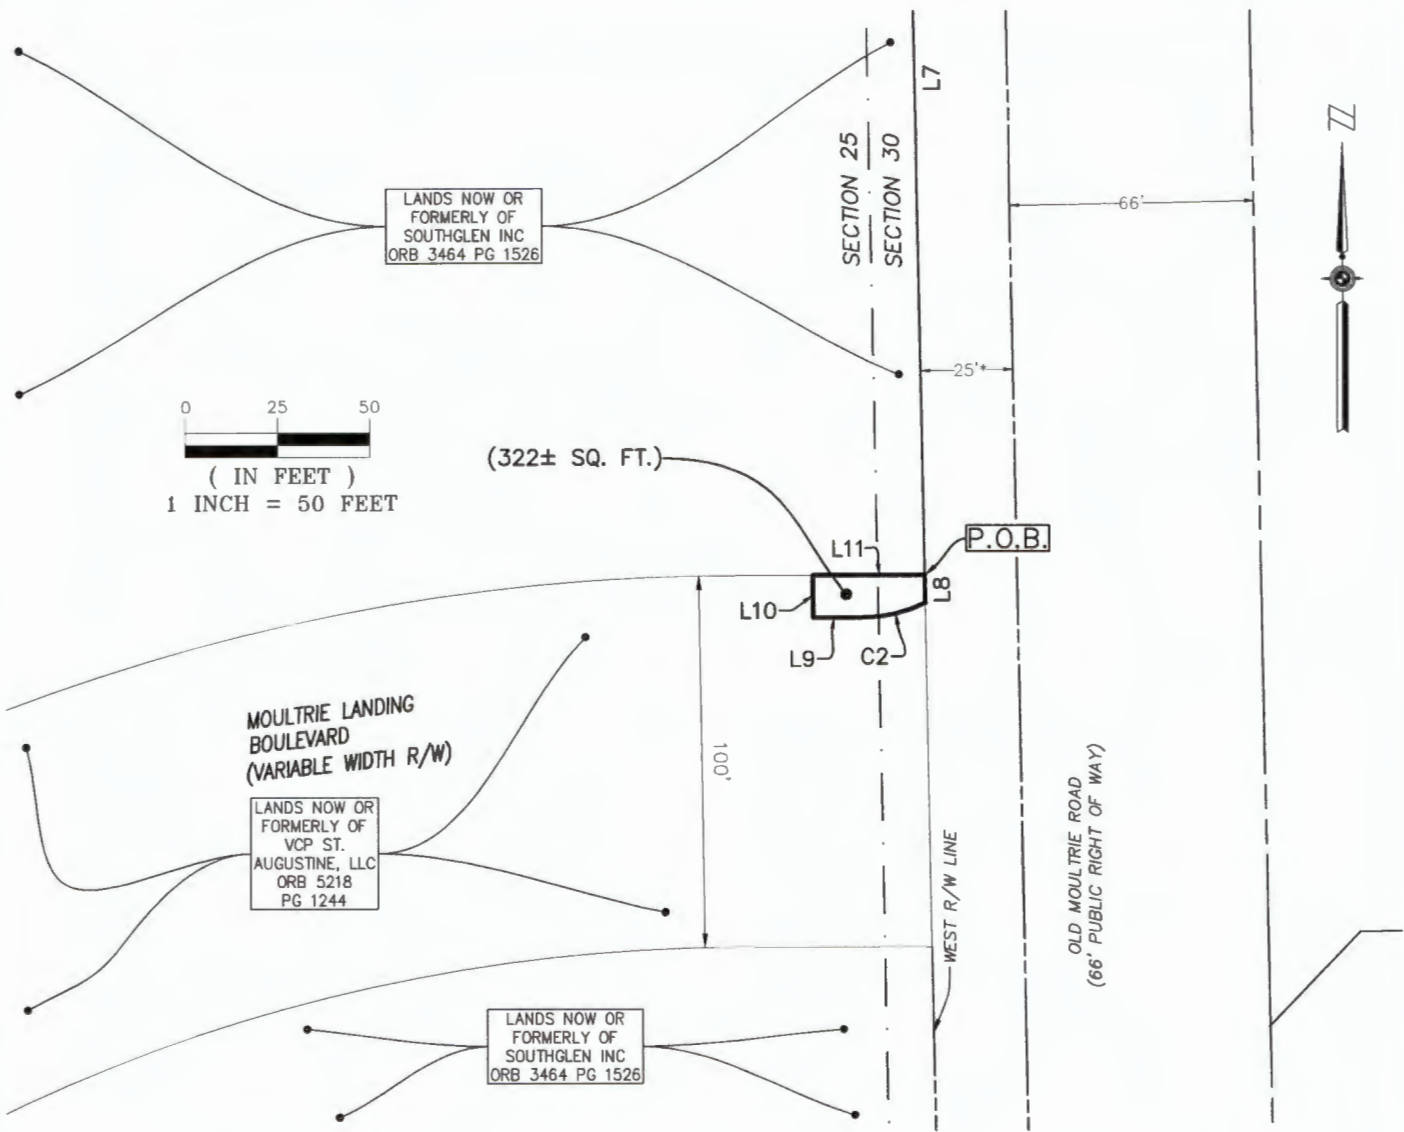 L7
SECTION 25
SECTION 30
N
66'
LANDS NOW OR
FORMERLY OF
SOUTHGLEN INC
ORB 3464 PG 1526
25'*
0 25 50
( IN FEET )
1 INCH = 50 FEET
(322± SQ. FT.)
P.O.B.
L11
L8
L10
L9
C2
MOULTRIE LANDING
BOULEVARD
(VARIABLE WIDTH R/W)
100'
LANDS NOW OR
FORMERLY OF
VCP ST.
AUGUSTINE, LLC
ORB 5218
PG 1244
WEST R/W LINE
OLD MOULTRIE ROAD
(66' PUBLIC RIGHT OF WAY)
LANDS NOW OR
FORMERLY OF
SOUTHGLEN INC
ORB 3464 PG 1526